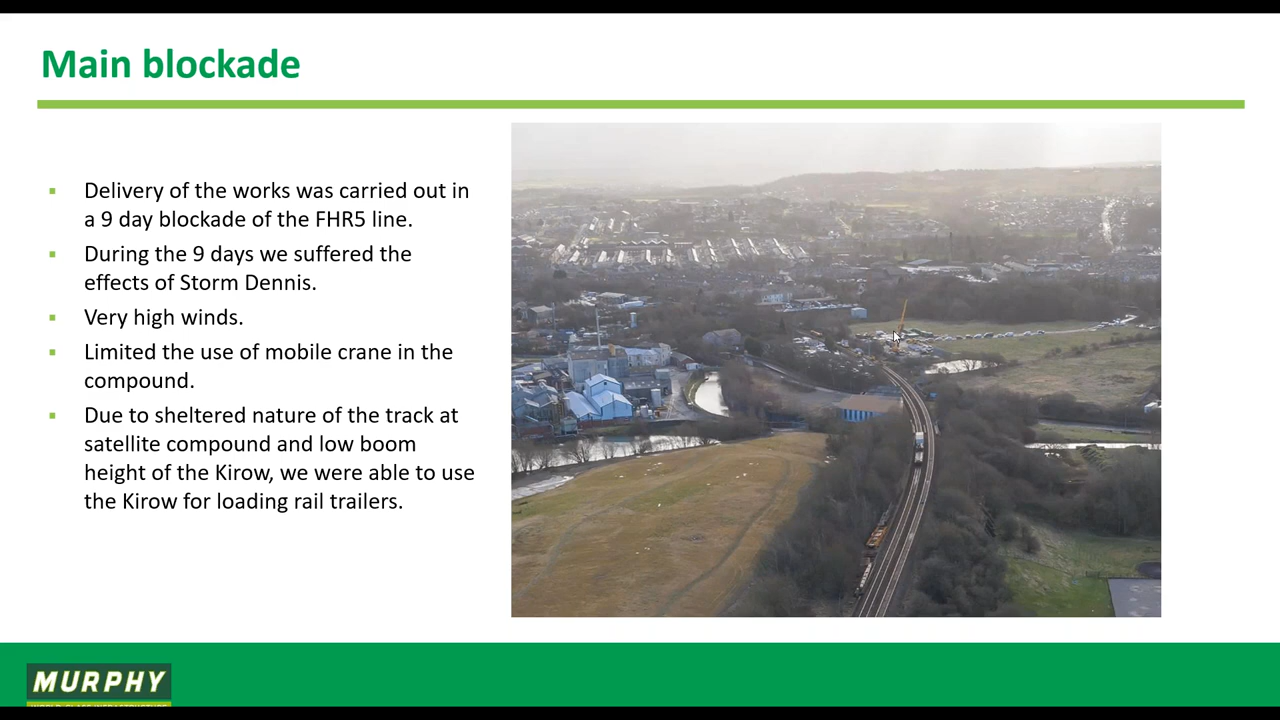 Main blockade
Delivery of the works was carried out in
a 9 day blockade of the FHR5 line.
During the 9 days we suffered the
effects of Storm Dennis.
Very high winds.
Limited the use of mobile crane in the
compound.
Due to sheltered nature of the track at
satellite compound and low boom
height of the Kirow, we were able to use
the Kirow for loading rail trailers.
MURPHY